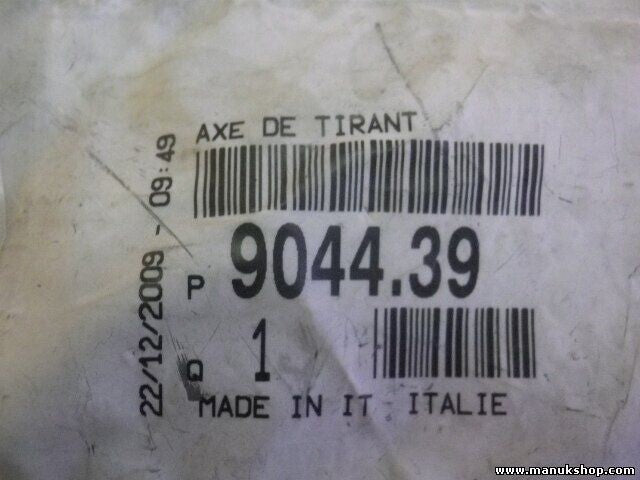 AXE DE TIRANT
22/12/2009 - 09:49
P 9044.39
Q 1
MADE IN IT ITALIE
www.manukshop.com